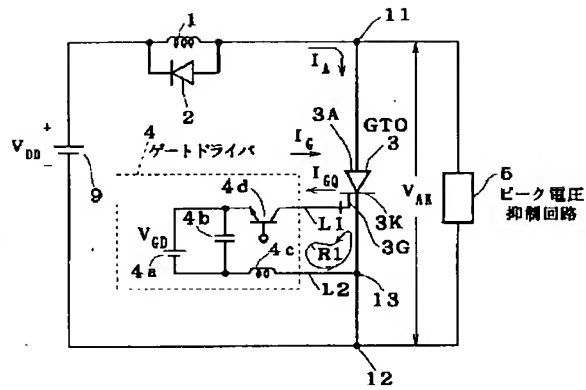 1
11
I_A
2
3A
GTO
3
4
ゲートドライバ
I_G
V_DD
+
-
9
I_GQ
4d
V_AK
5
ピーク電圧
抑制回路
V_GD
4b
L1
3K
3G
4a
4c
R1
L2
13
12